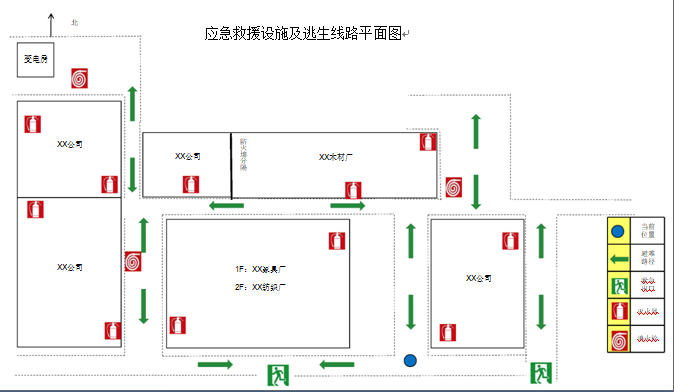 应急救援设施及逃生线路平面图
北
变电房
XX公司
XX公司
防火墙分隔
XX木材厂
XX公司
1F：XX家具厂
2F：XX纺织厂
XX公司
当前
位置
避难
路径